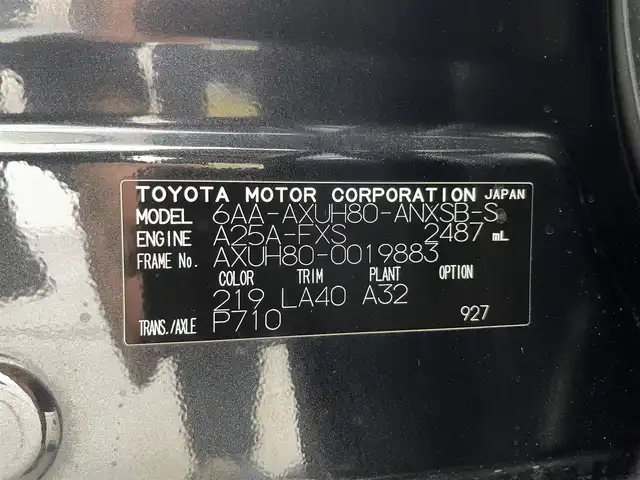 TOYOTA MOTOR CORPORATION JAPAN
MODEL 6AA-AXUH80-ANXSB-S
ENGINE A25A-FXS 2487 mL
FRAME No. AXUH80-0019883
COLOR TRIM PLANT OPTION
219 LA40 A32
TRANS./AXLE P710 927